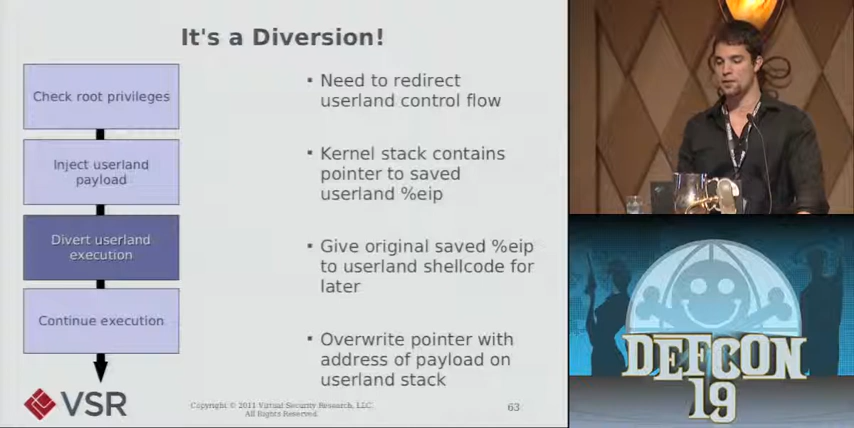 It's a Diversion!
Check root privileges
Inject userland
payload
Divert userland
execution
Continue execution
▪ Need to redirect
userland control flow
▪ Kernel stack contains
pointer to saved
userland %eip
▪ Give original saved %eip
to userland shellcode for
later
▪ Overwrite pointer with
address of payload on
userland stack
VSR
Copyright © 2011 Virtual Security Research, LLC.
All Rights Reserved.
63
DEFCON
19